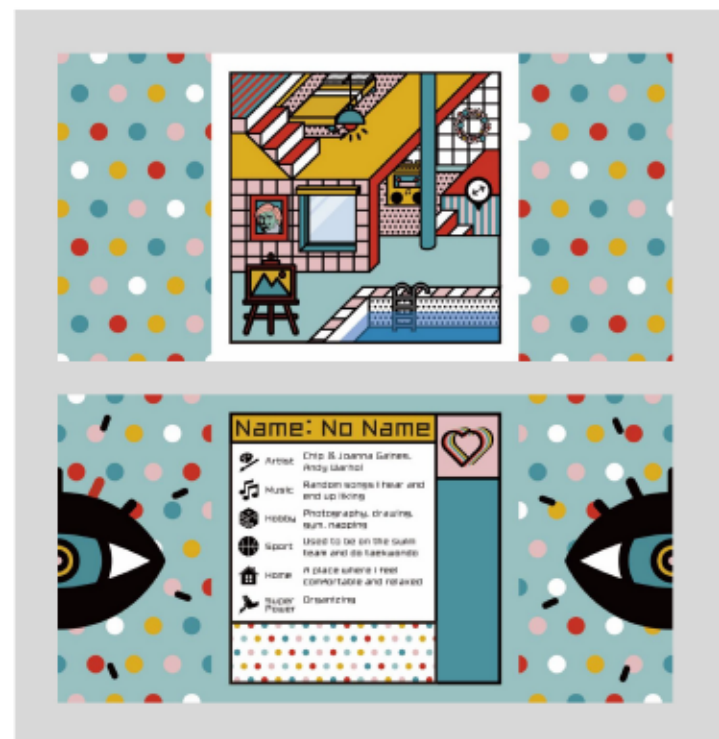 Name: No Name
Artist
Chip & Joanna Gaines,
Andy Warhol
Music
Random songs I hear and
end up liking
Hobby
Photography, drawing,
gym, napping
Sport
Used to be on the swim
team and do taekwondo
Home
A place where I feel
comfortable and relaxed
Super
Power
Organizing